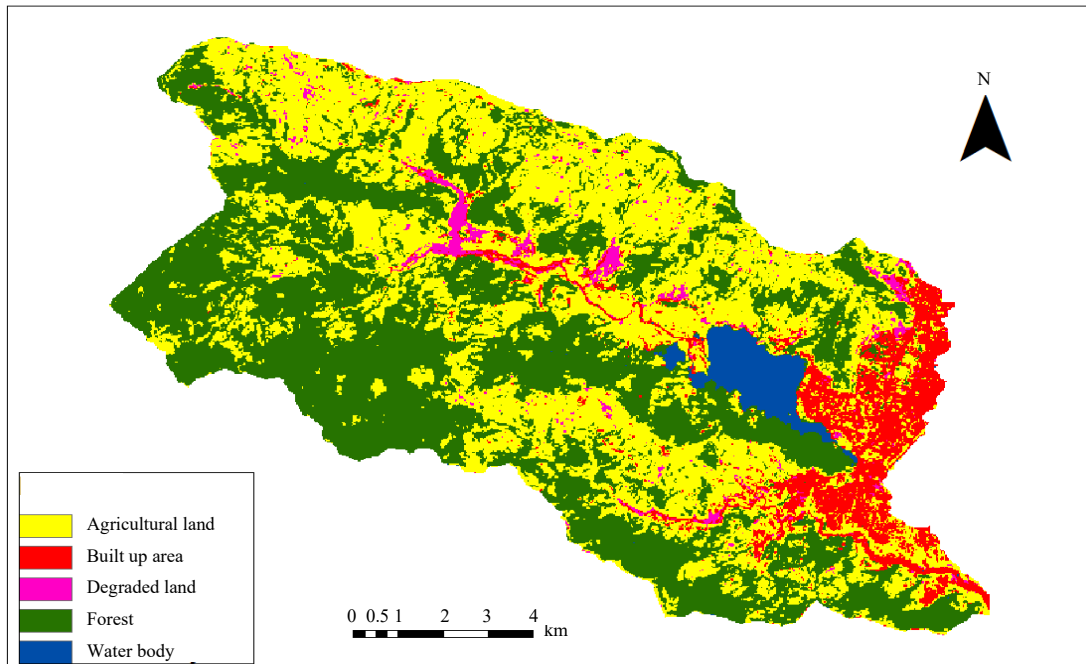 N
Agricultural land
Built up area
Degraded land
Forest
Water body
0 0.5 1 2 3 4
km